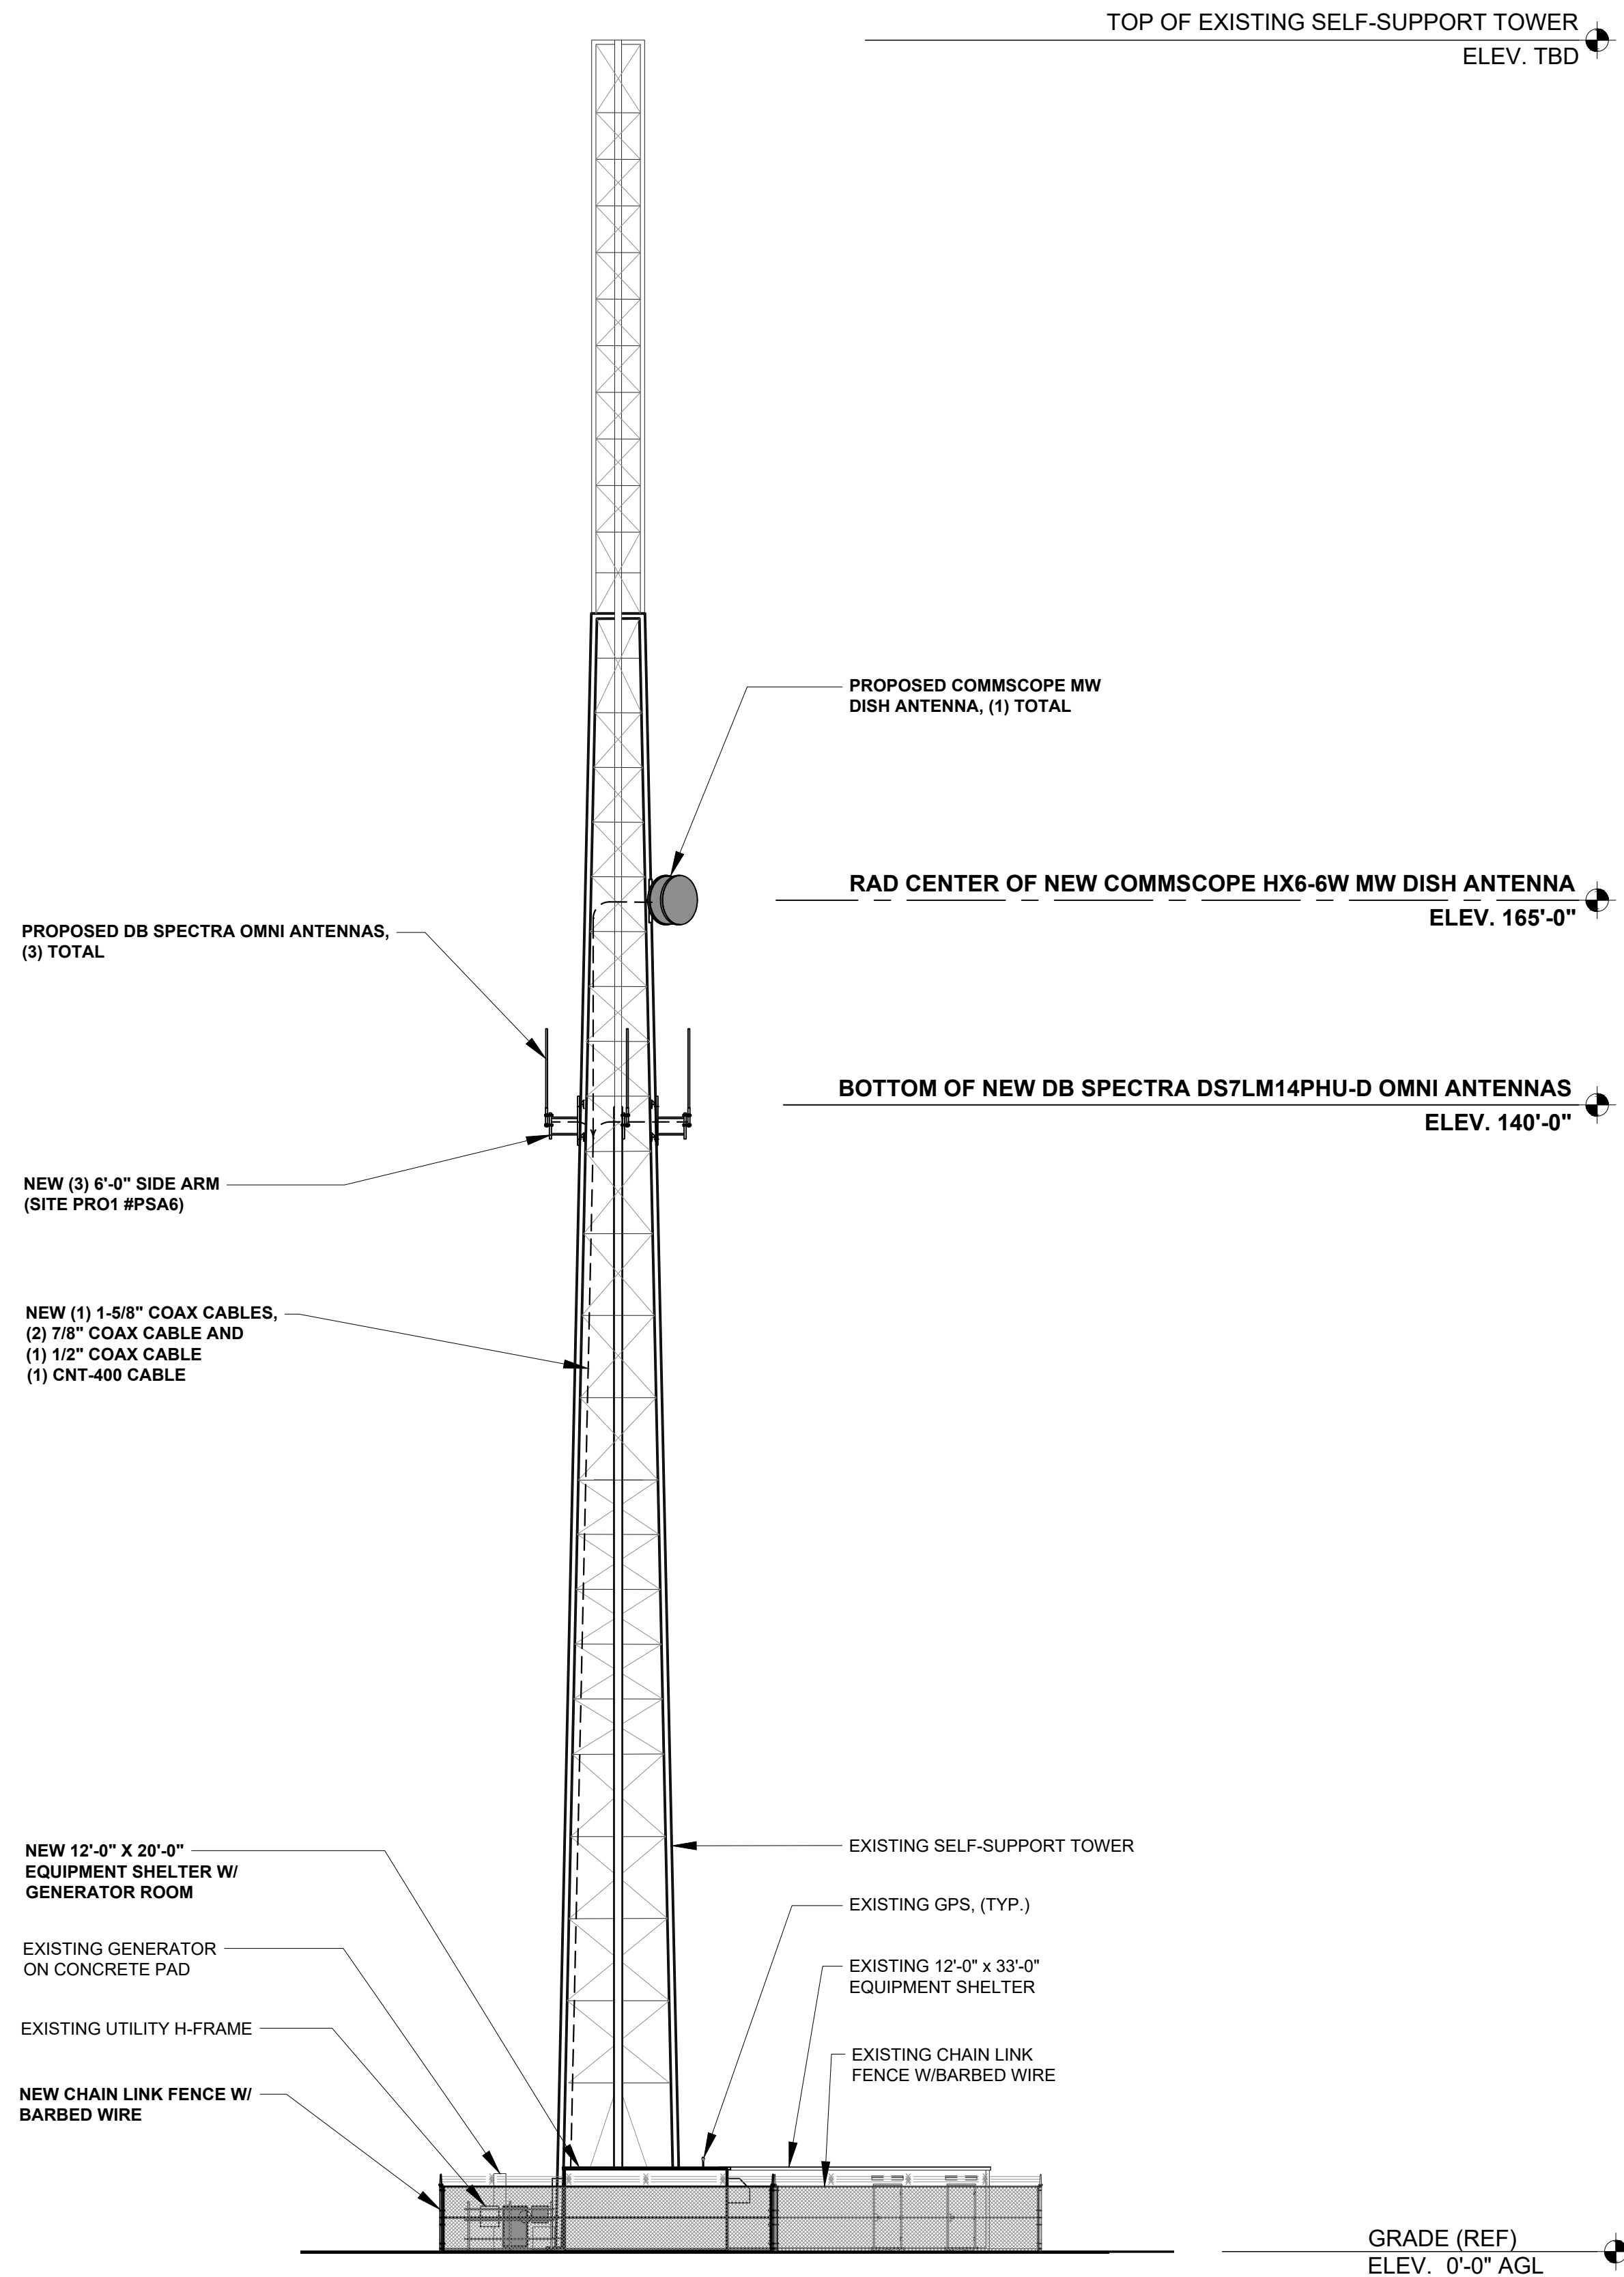 TOP OF EXISTING SELF-SUPPORT TOWER
ELEV. TBD
PROPOSED COMMSCOPE MW
DISH ANTENNA, (1) TOTAL
RAD CENTER OF NEW COMMSCOPE HX6-6W MW DISH ANTENNA
ELEV. 165'-0"
PROPOSED DB SPECTRA OMNI ANTENNAS,
(3) TOTAL
BOTTOM OF NEW DB SPECTRA DS7LM14PHU-D OMNI ANTENNAS
ELEV. 140'-0"
NEW (3) 6'-0" SIDE ARM
(SITE PRO1 #PSA6)
NEW (1) 1-5/8" COAX CABLES,
(2) 7/8" COAX CABLE AND
(1) 1/2" COAX CABLE
(1) CNT-400 CABLE
NEW 12'-0" X 20'-0"
EQUIPMENT SHELTER W/
GENERATOR ROOM
EXISTING SELF-SUPPORT TOWER
EXISTING GPS, (TYP.)
EXISTING GENERATOR
ON CONCRETE PAD
EXISTING 12'-0" x 33'-0"
EQUIPMENT SHELTER
EXISTING UTILITY H-FRAME
EXISTING CHAIN LINK
FENCE W/BARBED WIRE
NEW CHAIN LINK FENCE W/
BARBED WIRE
GRADE (REF)
ELEV. 0'-0" AGL